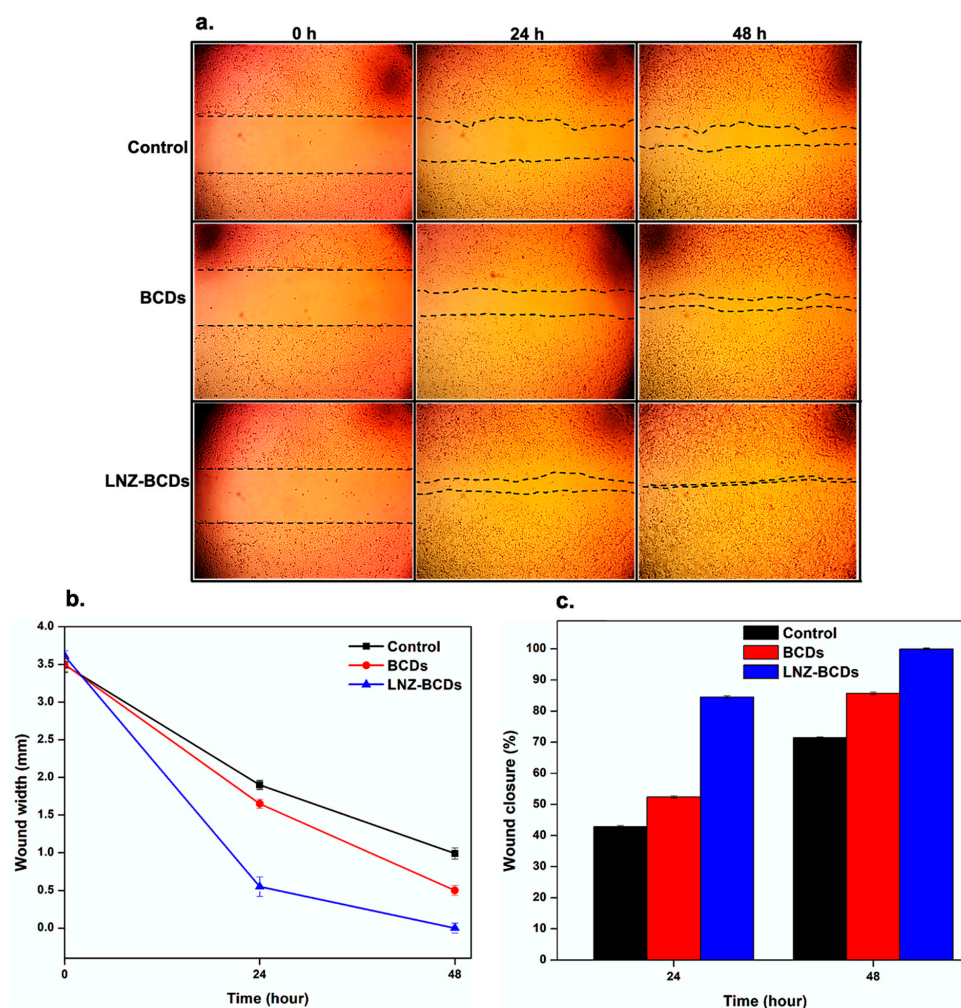 a.
0 h 24 h 48 h
Control
BCDs
LNZ-BCDs
b.
4.0
3.5
3.0
2.5
2.0
1.5
1.0
0.5
0.0
Wound width (mm)
Control
BCDs
LNZ-BCDs
0 24 48
Time (hour)
c.
100
90
80
70
60
50
40
30
20
10
0
Wound closure (%)
Control
BCDs
LNZ-BCDs
24 48
Time (hour)